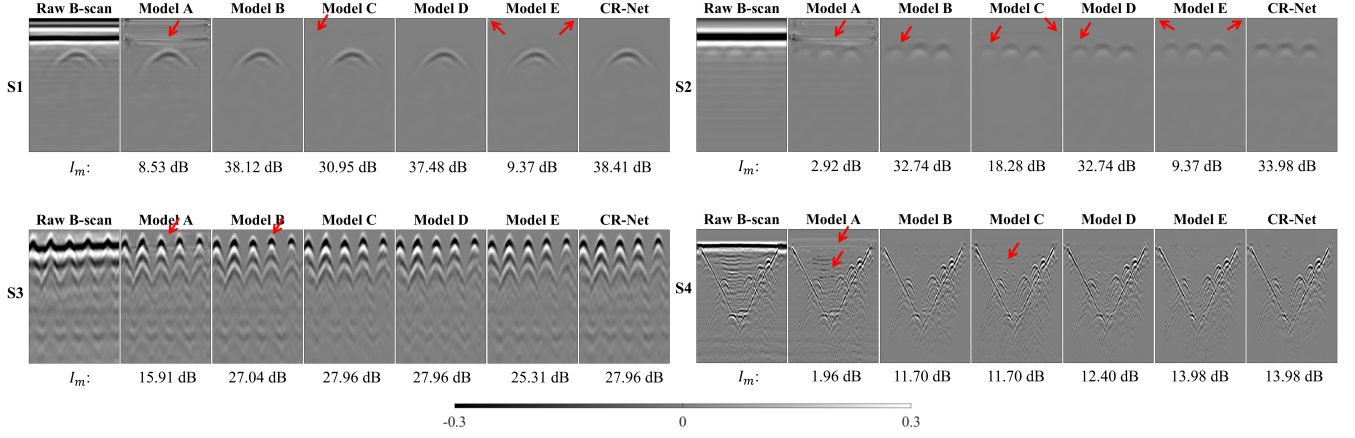 Raw B-scan Model A Model B Model C Model D Model E CR-Net
S1
I_m: 8.53 dB 38.12 dB 30.95 dB 37.48 dB 9.37 dB 38.41 dB
Raw B-scan Model A Model B Model C Model D Model E CR-Net
S2
I_m: 2.92 dB 32.74 dB 18.28 dB 32.74 dB 9.37 dB 33.98 dB
Raw B-scan Model A Model B Model C Model D Model E CR-Net
S3
I_m: 15.91 dB 27.04 dB 27.96 dB 27.96 dB 25.31 dB 27.96 dB
Raw B-scan Model A Model B Model C Model D Model E CR-Net
S4
I_m: 1.96 dB 11.70 dB 11.70 dB 12.40 dB 13.98 dB 13.98 dB
-0.3 0 0.3